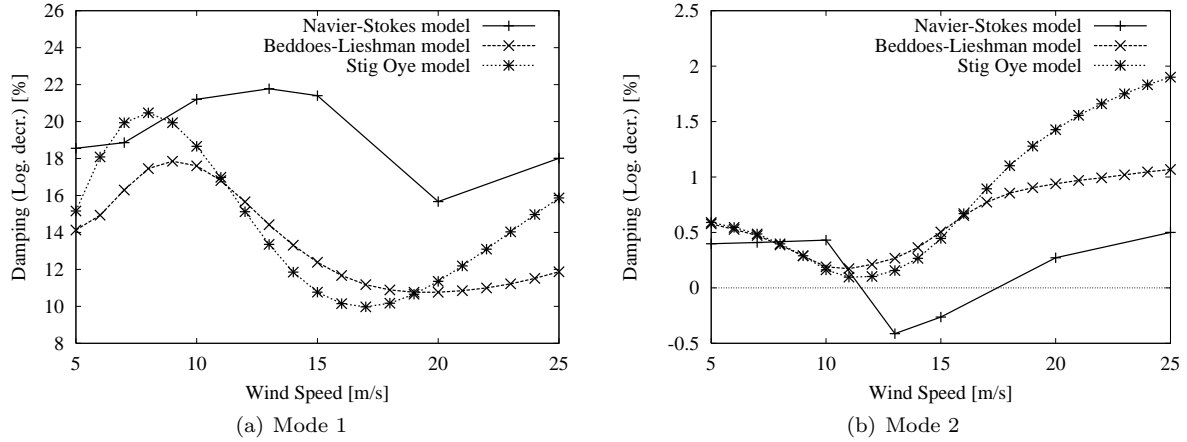 26
24
22
20
18
16
14
12
10
8
5
10
15
20
25
Damping (Log. decr.) [%]
Wind Speed [m/s]
Navier-Stokes model
Beddoes-Lieshman model
Stig Oye model
(a) Mode 1
2.5
2
1.5
1
0.5
0
-0.5
5
10
15
20
25
Damping (Log. decr.) [%]
Wind Speed [m/s]
Navier-Stokes model
Beddoes-Lieshman model
Stig Oye model
(b) Mode 2